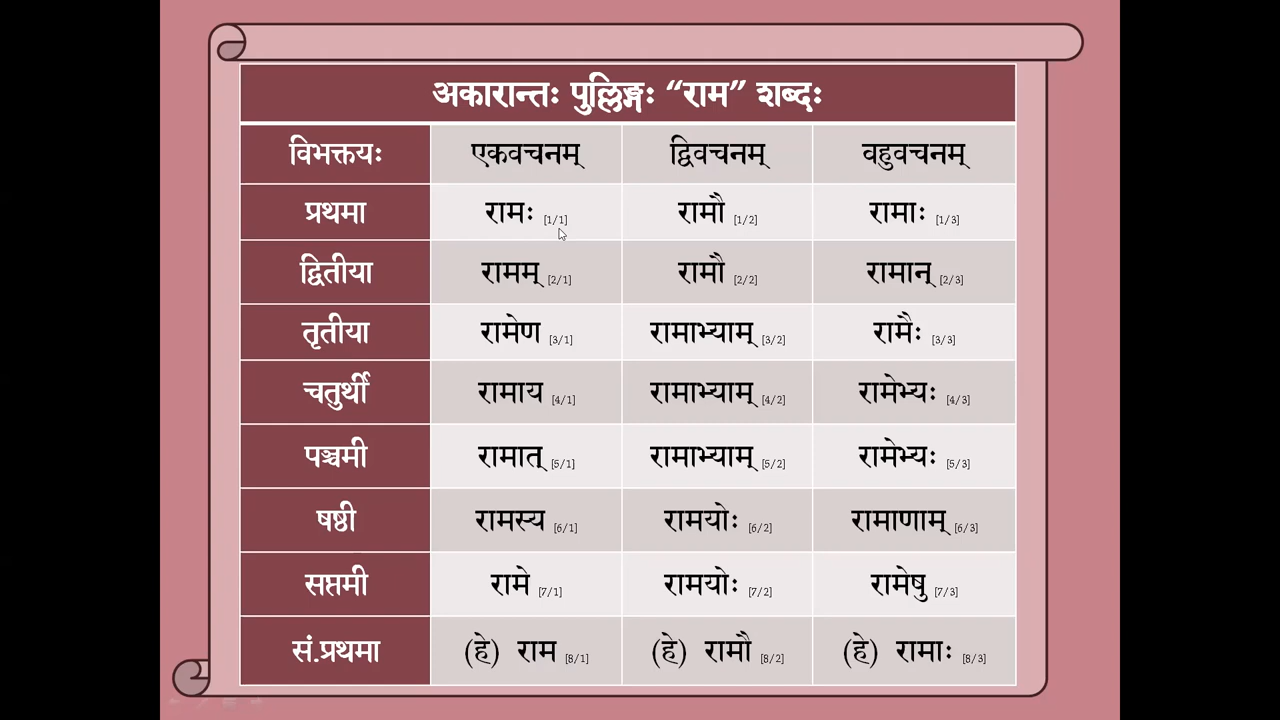 अकारान्तः पुल्लिङ्गः “राम” शब्दः
विभक्तयः एकवचनम् द्विवचनम् वहुवचनम्
प्रथमा रामः [1/1] रामौ [1/2] रामाः [1/3]
द्वितीया रामम् [2/1] रामौ [2/2] रामान् [2/3]
तृतीया रामेण [3/1] रामाभ्याम् [3/2] रामैः [3/3]
चतुर्थी रामाय [4/1] रामाभ्याम् [4/2] रामेभ्यः [4/3]
पञ्चमी रामात् [5/1] रामाभ्याम् [5/2] रामेभ्यः [5/3]
षष्ठी रामस्य [6/1] रामयोः [6/2] रामाणाम् [6/3]
सप्तमी रामे [7/1] रामयोः [7/2] रामेषु [7/3]
सं.प्रथमा (हे) राम [8/1] (हे) रामौ [8/2] (हे) रामाः [8/3]